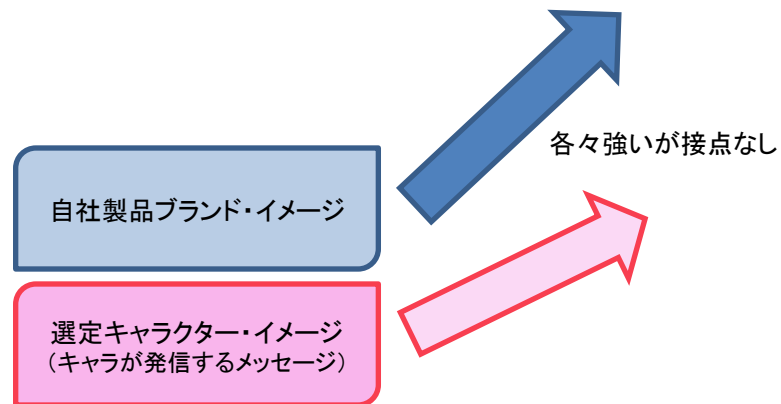 各々強いが接点なし
自社製品ブランド・イメージ
選定キャラクター・イメージ
（キャラが発信するメッセージ）